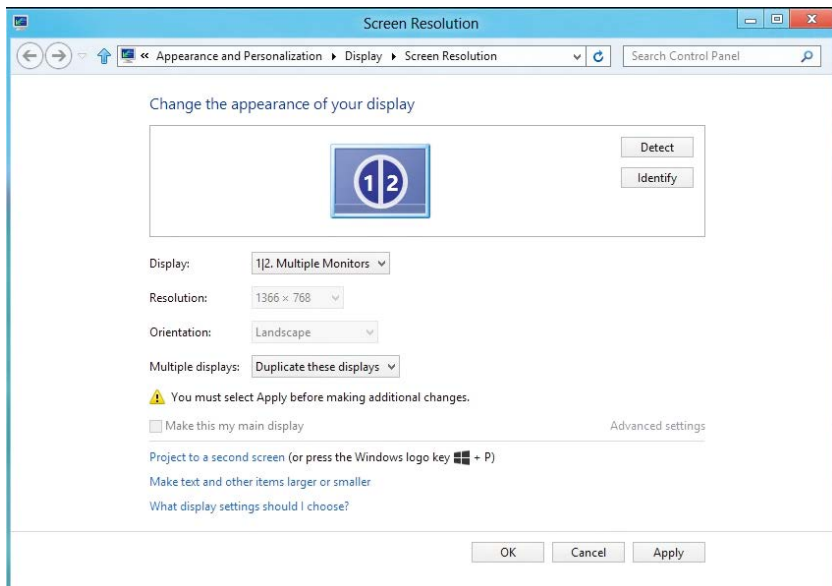 Screen Resolution
« Appearance and Personalization ▸ Display ▸ Screen Resolution
Search Control Panel
Change the appearance of your display
1|2
Detect
Identify
Display: 1|2. Multiple Monitors
Resolution: 1366 × 768
Orientation: Landscape
Multiple displays: Duplicate these displays
You must select Apply before making additional changes.
Make this my main display Advanced settings
Project to a second screen (or press the Windows logo key + P)
Make text and other items larger or smaller
What display settings should I choose?
OK Cancel Apply